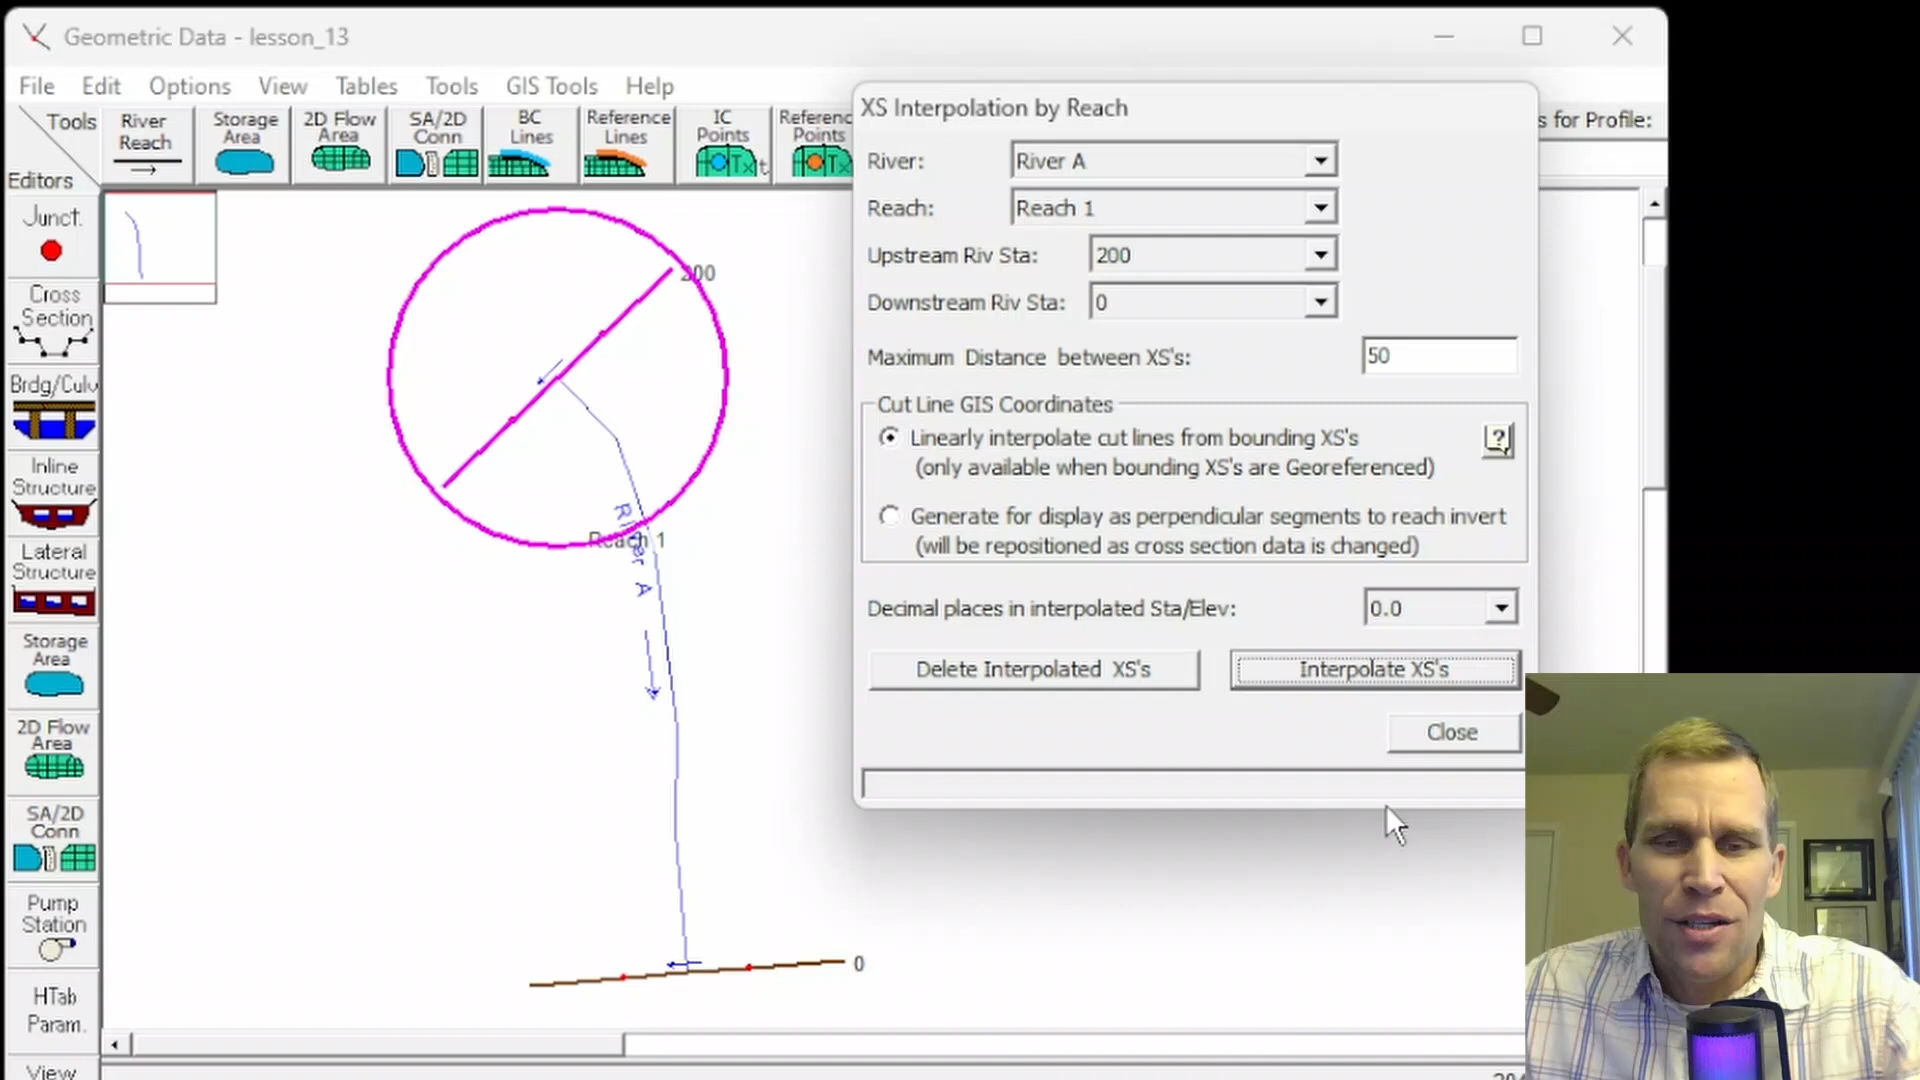 Geometric Data - lesson_13
File Edit Options View Tables Tools GIS Tools Help
Tools
Editors
River Reach
Storage Area
2D Flow Area
SA/2D Conn
BC Lines
Reference Lines
IC Points
Points
s for Profile:
Junct.
Cross Section
Brdg/Culv
Inline Structure
Lateral Structure
Storage Area
2D Flow Area
SA/2D Conn
Pump Station
HTab Param.
View
200
River A
Reach 1
0
XS Interpolation by Reach
River: River A
Reach: Reach 1
Upstream Riv Sta: 200
Downstream Riv Sta: 0
Maximum Distance between XS's: 50
Cut Line GIS Coordinates
Linearly interpolate cut lines from bounding XS's
(only available when bounding XS's are Georeferenced)
Generate for display as perpendicular segments to reach invert
(will be repositioned as cross section data is changed)
Decimal places in interpolated Sta/Elev: 0.0
Delete Interpolated XS's Interpolate XS's
Close